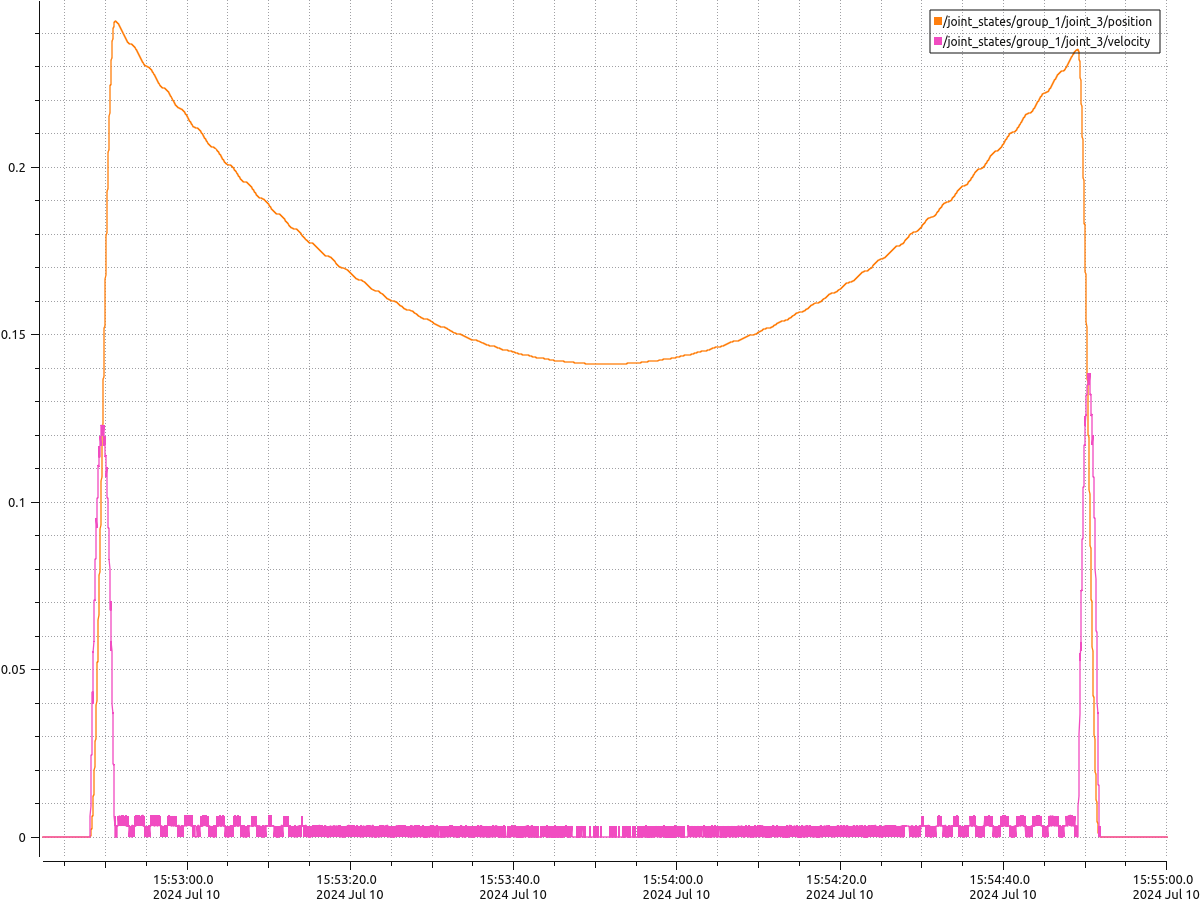 /joint_states/group_1/joint_3/position
/joint_states/group_1/joint_3/velocity
0.2
0.15
0.1
0.05
0
15:53:00.0 15:53:20.0 15:53:40.0 15:54:00.0 15:54:20.0 15:54:40.0 15:55:00.0
2024 Jul 10 2024 Jul 10 2024 Jul 10 2024 Jul 10 2024 Jul 10 2024 Jul 10 2024 Jul 10